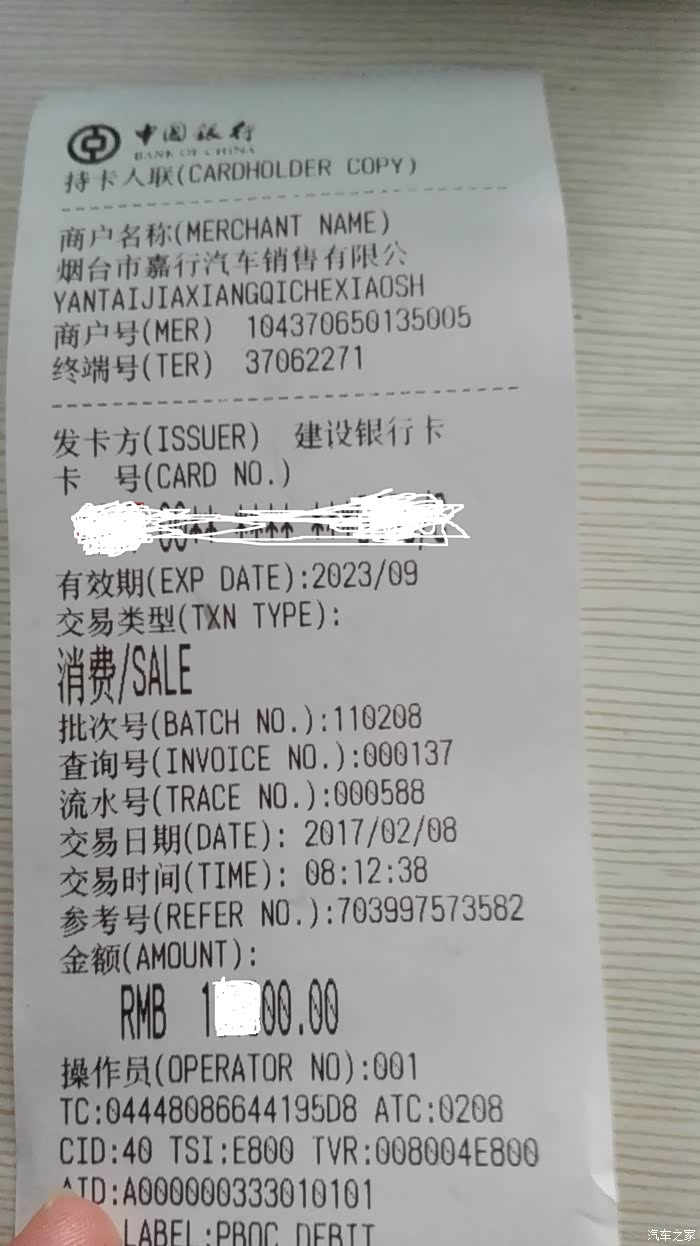 中国银行
BANK OF CHINA
持卡人联(CARDHOLDER COPY)
商户名称(MERCHANT NAME)
烟台市嘉行汽车销售有限公
YANTAIJIAXIANGQICHEXIAOSH
商户号(MER) 104370650135005
终端号(TER) 37062271
发卡方(ISSUER) 建设银行卡
卡 号(CARD NO.)
有效期(EXP DATE):2023/09
交易类型(TXN TYPE):
消费/SALE
批次号(BATCH NO.):110208
查询号(INVOICE NO.):000137
流水号(TRACE NO.):000588
交易日期(DATE): 2017/02/08
交易时间(TIME): 08:12:38
参考号(REFER NO.):703997573582
金额(AMOUNT):
RMB 1 00.00
操作员(OPERATOR NO):001
TC:04448086644195D8 ATC:0208
CID:40 TSI:E800 TVR:008004E800
AID:A000000333010101
LABEL:PBOC DEBIT
汽车之家